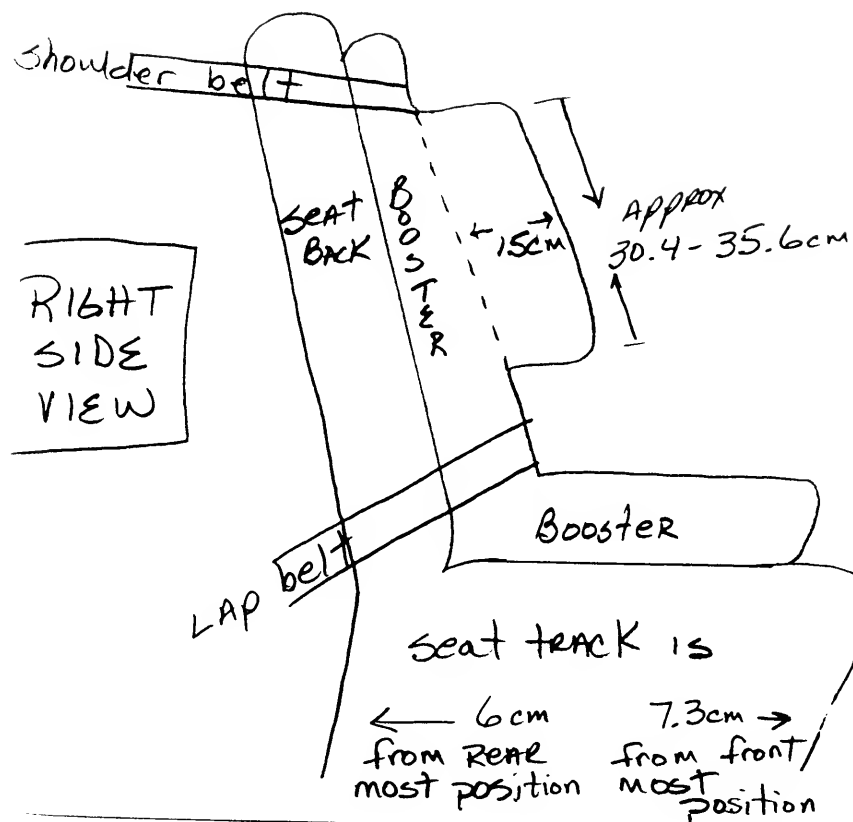 Shoulder belt
SEAT
BACK
BOOSTER
15cm
APPROX
30.4 - 35.6cm
RIGHT
SIDE
VIEW
Booster
LAP belt
Seat tRACK is
← 6cm
from REAR
most position
7.3cm →
from front
most
position